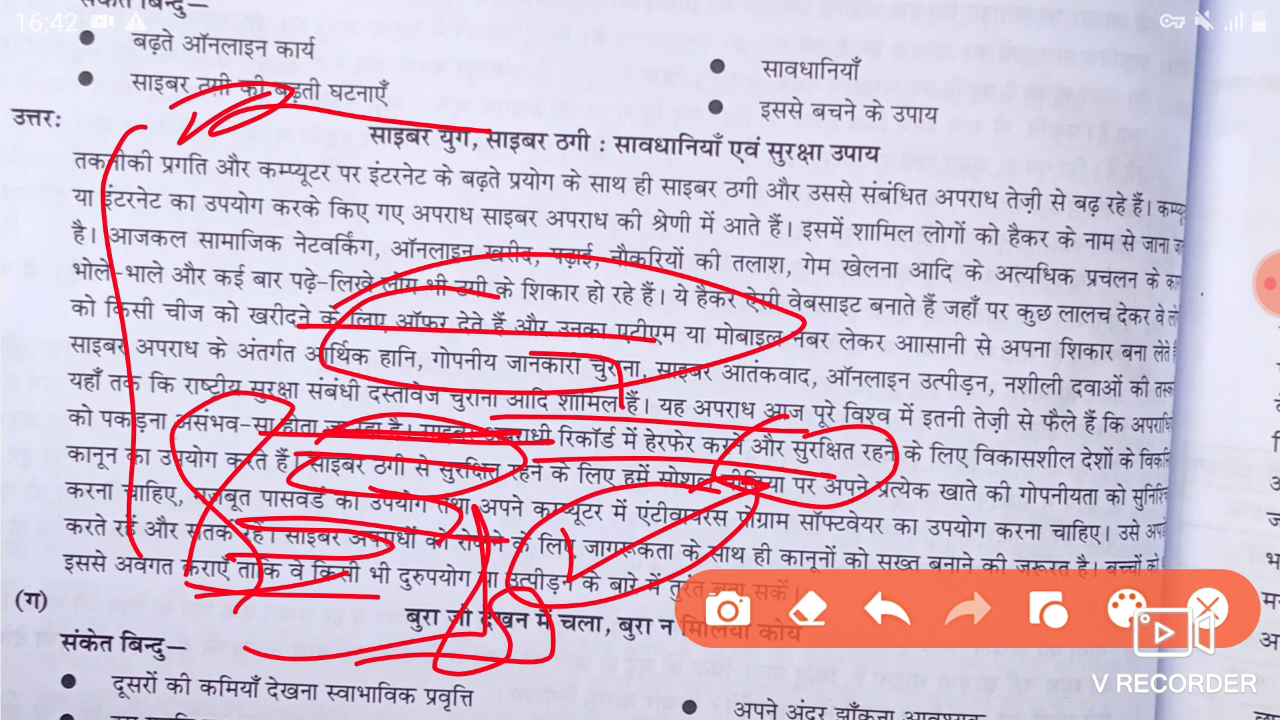 16:42
संकेत बिन्दु—
बढ़ते ऑनलाइन कार्य
साइबर ठगी की बढ़ती घटनाएँ
सावधानियाँ
इससे बचने के उपाय
उत्तर:
साइबर युग, साइबर ठगी : सावधानियाँ एवं सुरक्षा उपाय
तकनीकी प्रगति और कम्प्यूटर पर इंटरनेट के बढ़ते प्रयोग के साथ ही साइबर ठगी और उससे संबंधित अपराध तेज़ी से बढ़ रहे हैं।
या इंटरनेट का उपयोग करके किए गए अपराध साइबर अपराध की श्रेणी में आते हैं। इसमें शामिल लोगों को हैकर के नाम से जाना
है। आजकल सामाजिक नेटवर्किंग, ऑनलाइन खरीद, पढ़ाई, नौकरियों की तलाश, गेम खेलना आदि के अत्यधिक प्रचलन के
भोले-भाले और कई बार पढ़े-लिखे लोग भी ठगी के शिकार हो रहे हैं। ये हैकर ऐसी वेबसाइट बनाते हैं जहाँ पर कुछ लालच देकर वे
को किसी चीज को खरीदने के लिए ऑफर देते हैं और उनका एटीएम या मोबाइल नंबर लेकर आासानी से अपना शिकार बना लेते
साइबर अपराध के अंतर्गत आर्थिक हानि, गोपनीय जानकारी चुराना, साइबर आतंकवाद, ऑनलाइन उत्पीड़न, नशीली दवाओं की
यहाँ तक कि राष्ट्रीय सुरक्षा संबंधी दस्तावेज चुराना आदि शामिल हैं। यह अपराध आज पूरे विश्व में इतनी तेज़ी से फैले हैं कि
को पकड़ना असंभव-सा होता जा रहा है। साइबर अपराधी रिकॉर्ड में हेरफेर करने और सुरक्षित रहने के लिए विकासशील देशों के
कानून का उपयोग करते हैं। साइबर ठगी से सुरक्षित रहने के लिए हमें सोशल मीडिया पर अपने प्रत्येक खाते की गोपनीयता को
करना चाहिए, मजबूत पासवर्ड का उपयोग तथा अपने कम्प्यूटर में एंटीवायरस प्रोग्राम सॉफ्टवेयर का उपयोग करना चाहिए। उसे
करते रहें और सतर्क रहें। साइबर अपराधों को रोकने के लिए जागरूकता के साथ ही कानूनों को सख्त बनाने की जरूरत है। बच्चों को
इससे अवगत कराएँ ताकि वे किसी भी दुरुपयोग या उत्पीड़न के बारे में तुरंत बता सकें।
(ग)
बुरा जो देखन मैं चला, बुरा न मिलिया कोय
संकेत बिन्दु—
दूसरों की कमियाँ देखना स्वाभाविक प्रवृत्ति
अपने अंदर झाँकना आवश्यक
V RECORDER